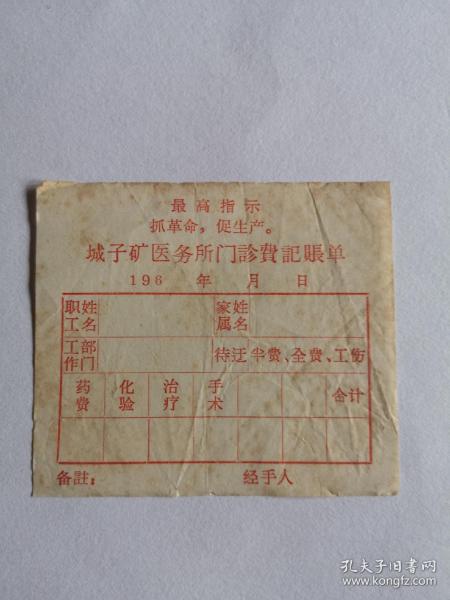 最高指示
抓革命，促生产。
城子矿医务所门診費記賬单
196 年 月 日
职工姓名 家属姓名
工作部门 待迂 半费、全费、工伤
药费 化验 治疗 手术 合计
备註： 经手人
孔夫子旧书网
www.kongfz.com